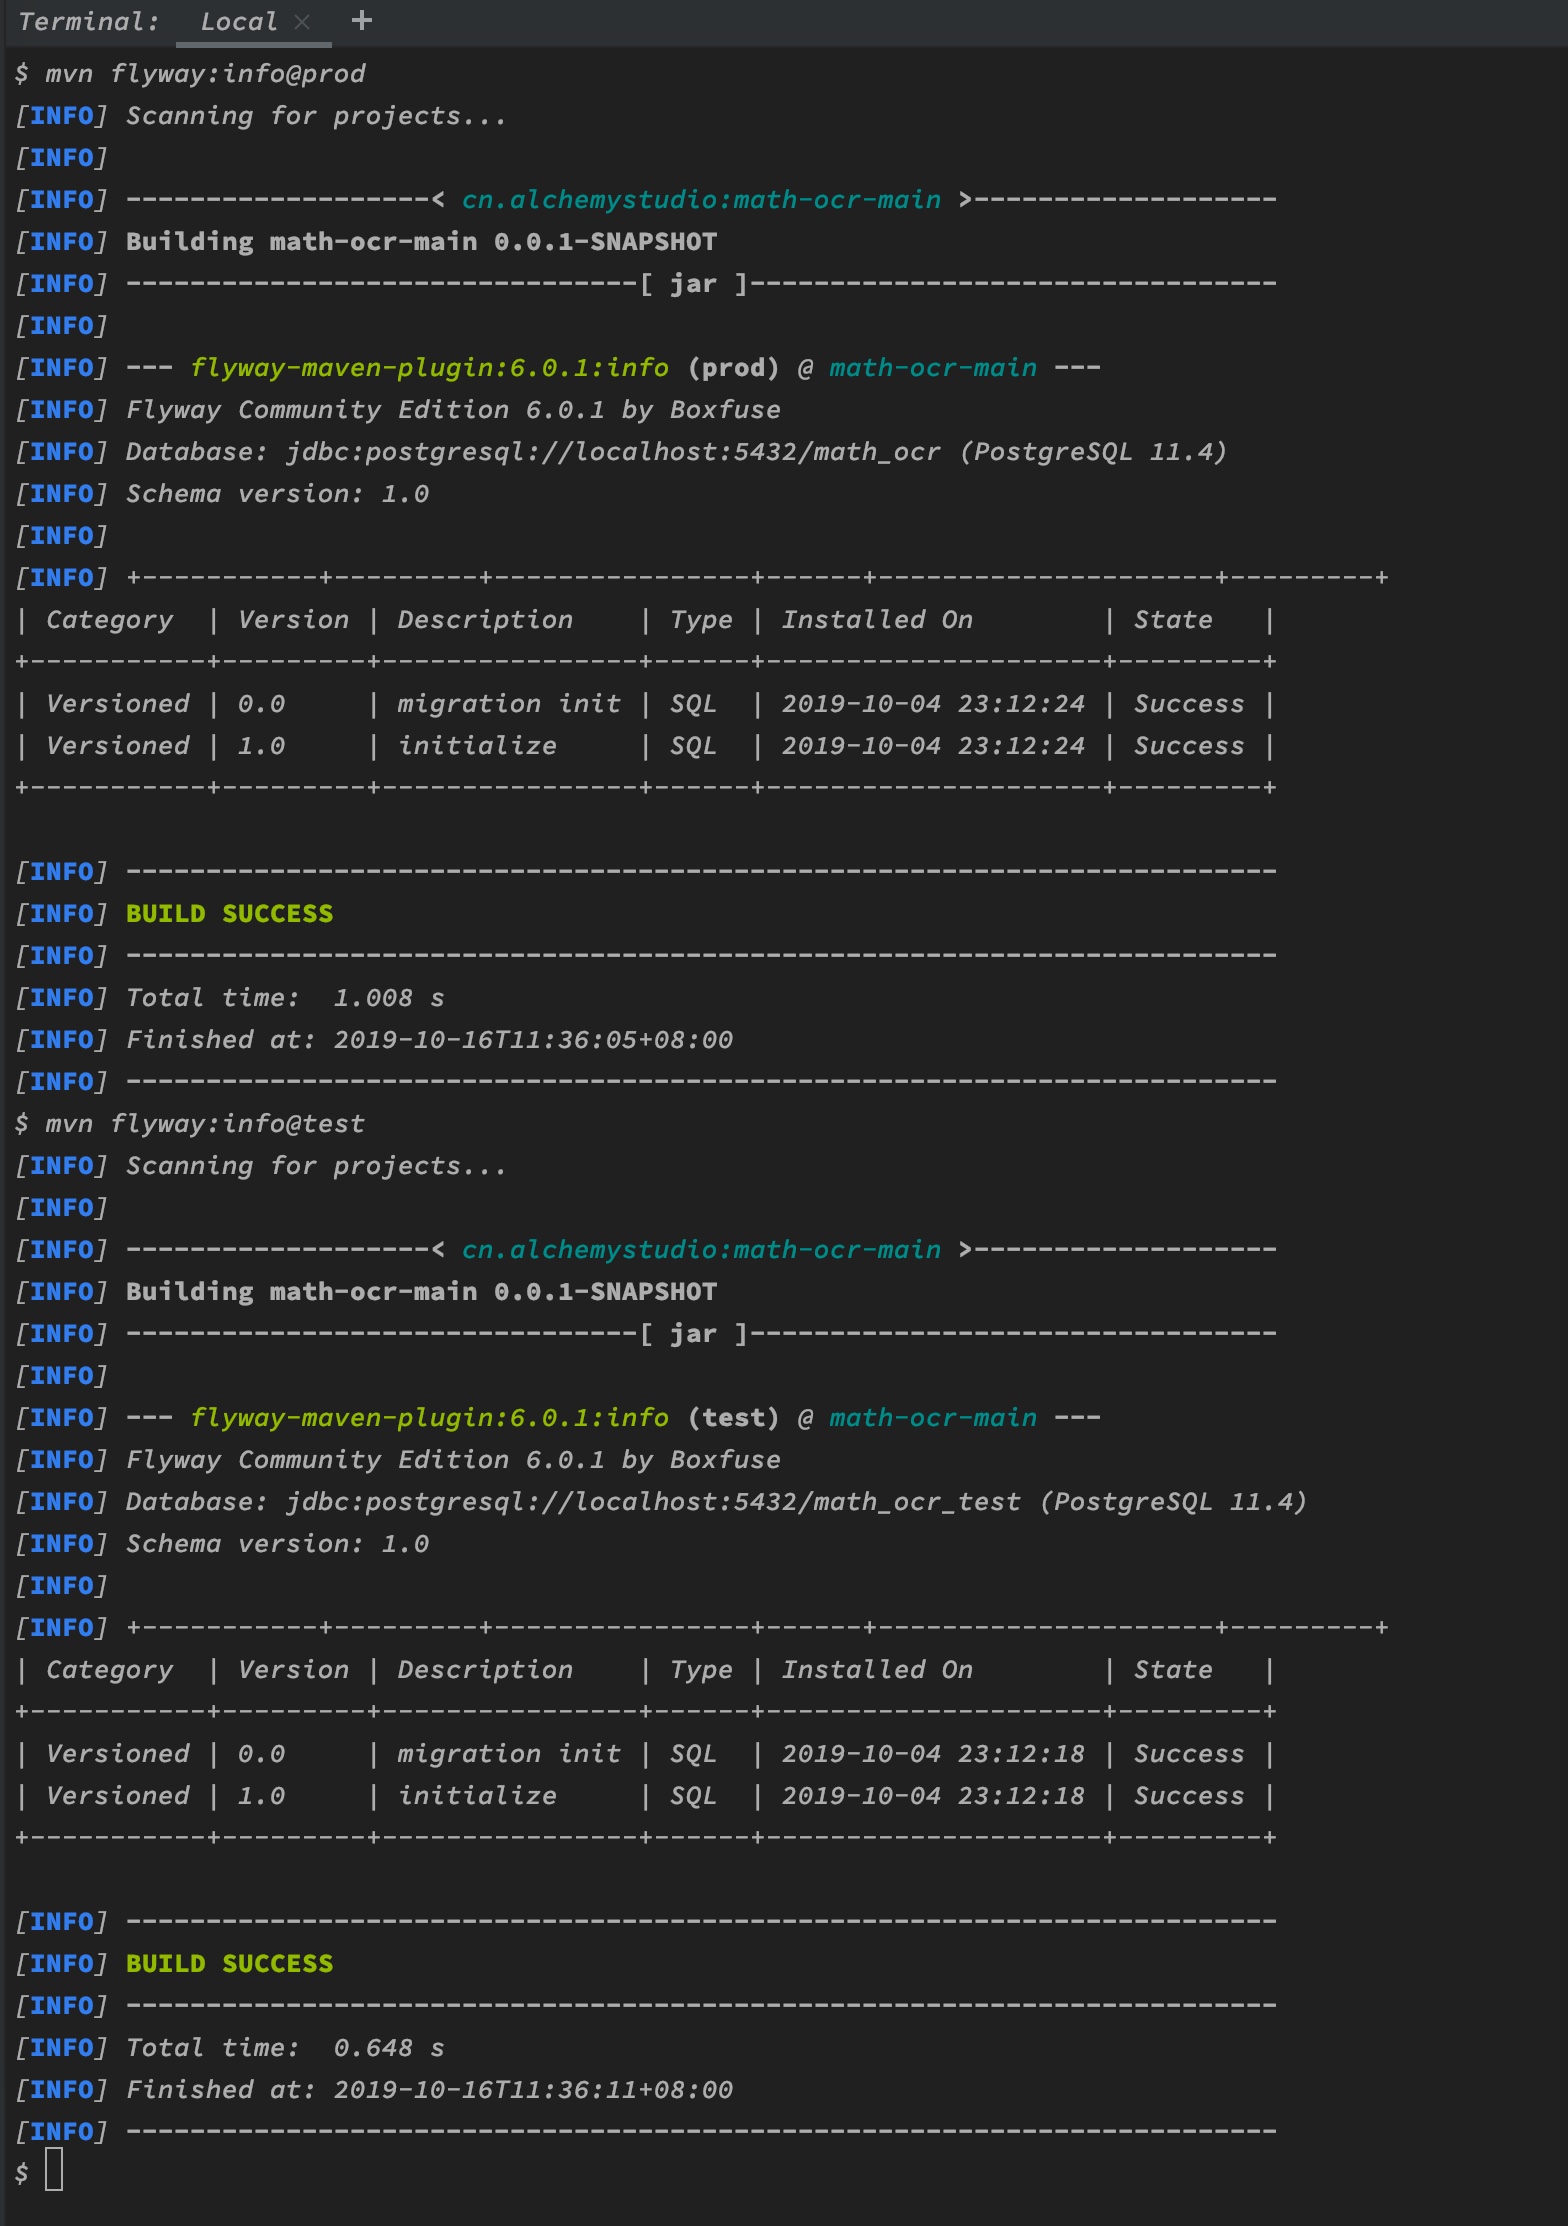 Terminal: Local × +
$ mvn flyway:info@prod
[INFO] Scanning for projects...
[INFO]
[INFO] -------------------< cn.alchemystudio:math-ocr-main >-------------------
[INFO] Building math-ocr-main 0.0.1-SNAPSHOT
[INFO] --------------------------------[ jar ]---------------------------------
[INFO]
[INFO] --- flyway-maven-plugin:6.0.1:info (prod) @ math-ocr-main ---
[INFO] Flyway Community Edition 6.0.1 by Boxfuse
[INFO] Database: jdbc:postgresql://localhost:5432/math_ocr (PostgreSQL 11.4)
[INFO] Schema version: 1.0
[INFO]
[INFO] +-----------+---------+----------------+------+---------------------+---------+
| Category  | Version | Description    | Type | Installed On        | State   |
+-----------+---------+----------------+------+---------------------+---------+
| Versioned | 0.0     | migration init | SQL  | 2019-10-04 23:12:24 | Success |
| Versioned | 1.0     | initialize     | SQL  | 2019-10-04 23:12:24 | Success |
+-----------+---------+----------------+------+---------------------+---------+
[INFO] ------------------------------------------------------------------------
[INFO] BUILD SUCCESS
[INFO] ------------------------------------------------------------------------
[INFO] Total time:  1.008 s
[INFO] Finished at: 2019-10-16T11:36:05+08:00
[INFO] ------------------------------------------------------------------------
$ mvn flyway:info@test
[INFO] Scanning for projects...
[INFO]
[INFO] -------------------< cn.alchemystudio:math-ocr-main >-------------------
[INFO] Building math-ocr-main 0.0.1-SNAPSHOT
[INFO] --------------------------------[ jar ]---------------------------------
[INFO]
[INFO] --- flyway-maven-plugin:6.0.1:info (test) @ math-ocr-main ---
[INFO] Flyway Community Edition 6.0.1 by Boxfuse
[INFO] Database: jdbc:postgresql://localhost:5432/math_ocr_test (PostgreSQL 11.4)
[INFO] Schema version: 1.0
[INFO]
[INFO] +-----------+---------+----------------+------+---------------------+---------+
| Category  | Version | Description    | Type | Installed On        | State   |
+-----------+---------+----------------+------+---------------------+---------+
| Versioned | 0.0     | migration init | SQL  | 2019-10-04 23:12:18 | Success |
| Versioned | 1.0     | initialize     | SQL  | 2019-10-04 23:12:18 | Success |
+-----------+---------+----------------+------+---------------------+---------+
[INFO] ------------------------------------------------------------------------
[INFO] BUILD SUCCESS
[INFO] ------------------------------------------------------------------------
[INFO] Total time:  0.648 s
[INFO] Finished at: 2019-10-16T11:36:11+08:00
[INFO] ------------------------------------------------------------------------
$